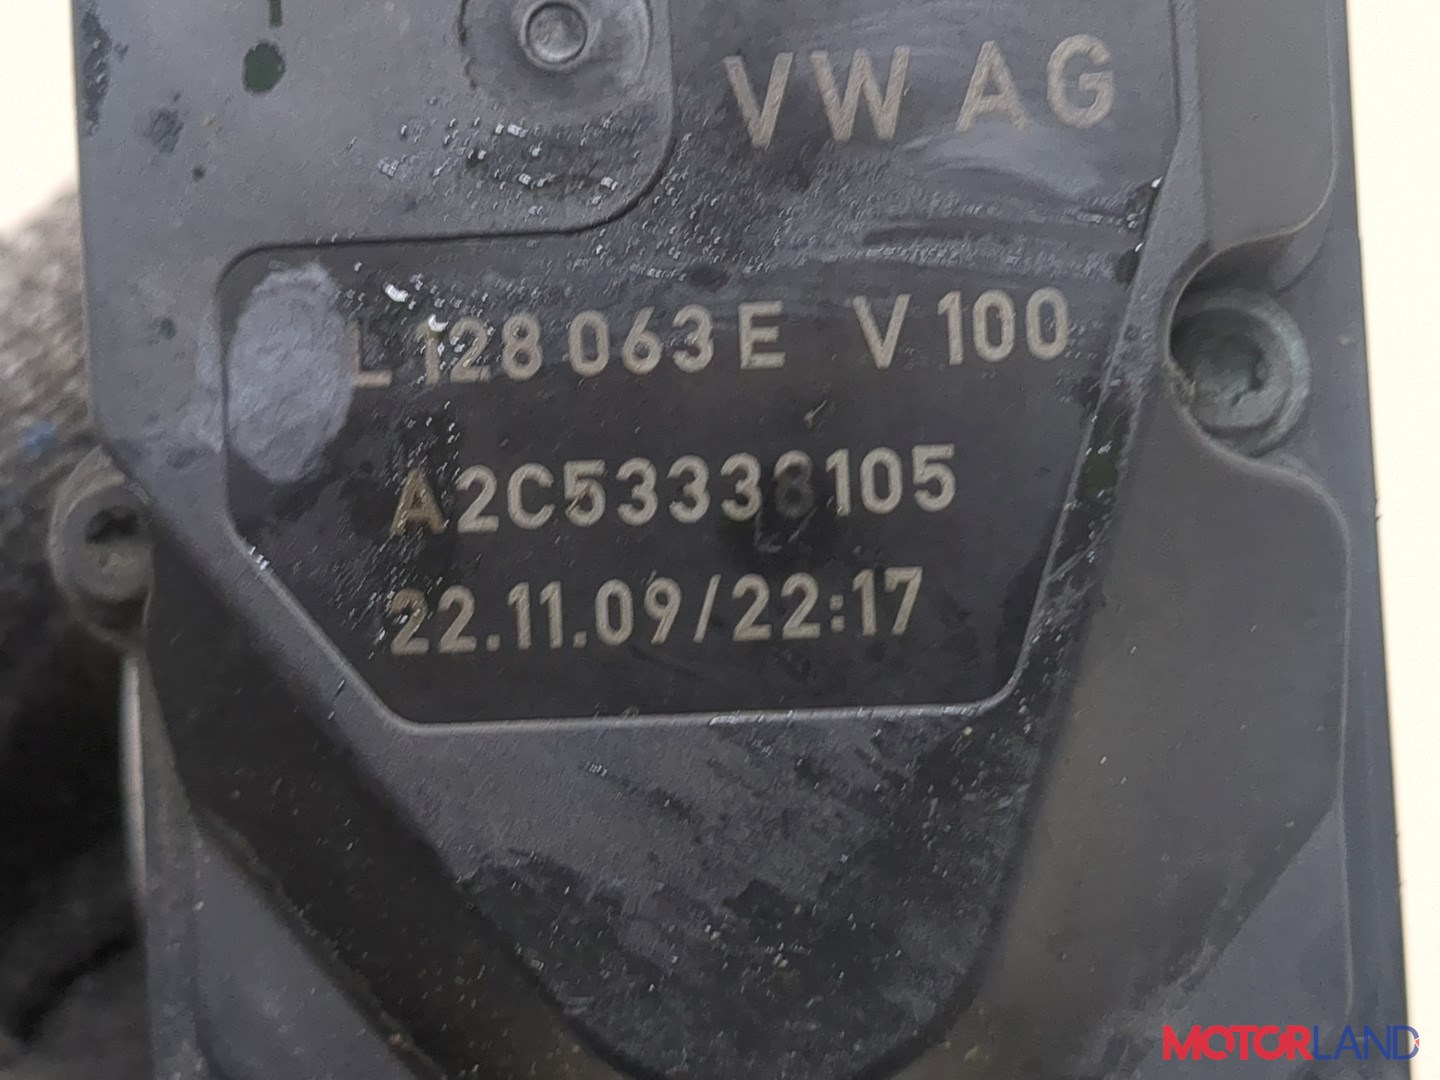 VW AG
L 128 063 E V 100
A2C53338105
22.11.09/22:17
MOTORLAND